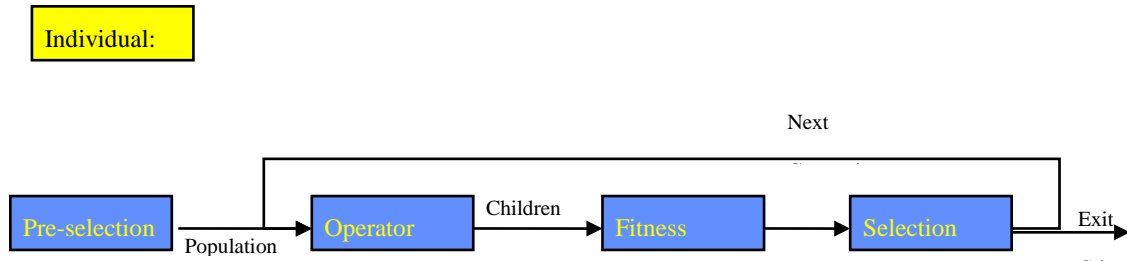 Individual:
Next
Pre-selection
Population
Operator
Children
Fitness
Selection
Exit